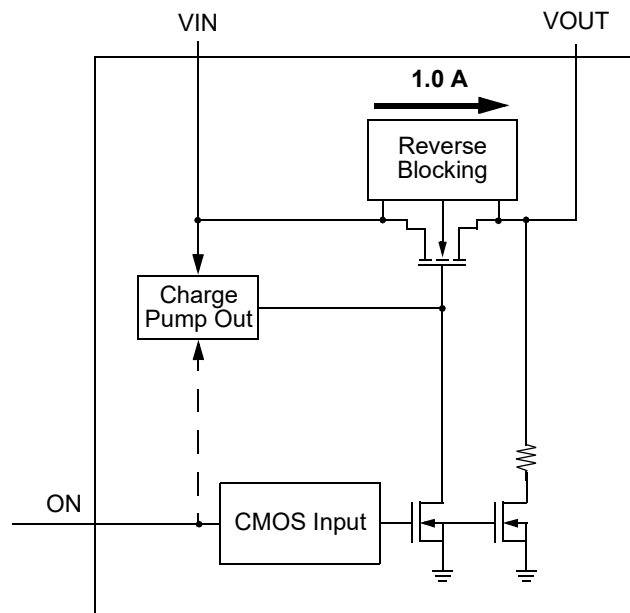 VIN
VOUT
1.0 A
Reverse
Blocking
Charge
Pump Out
ON
CMOS Input